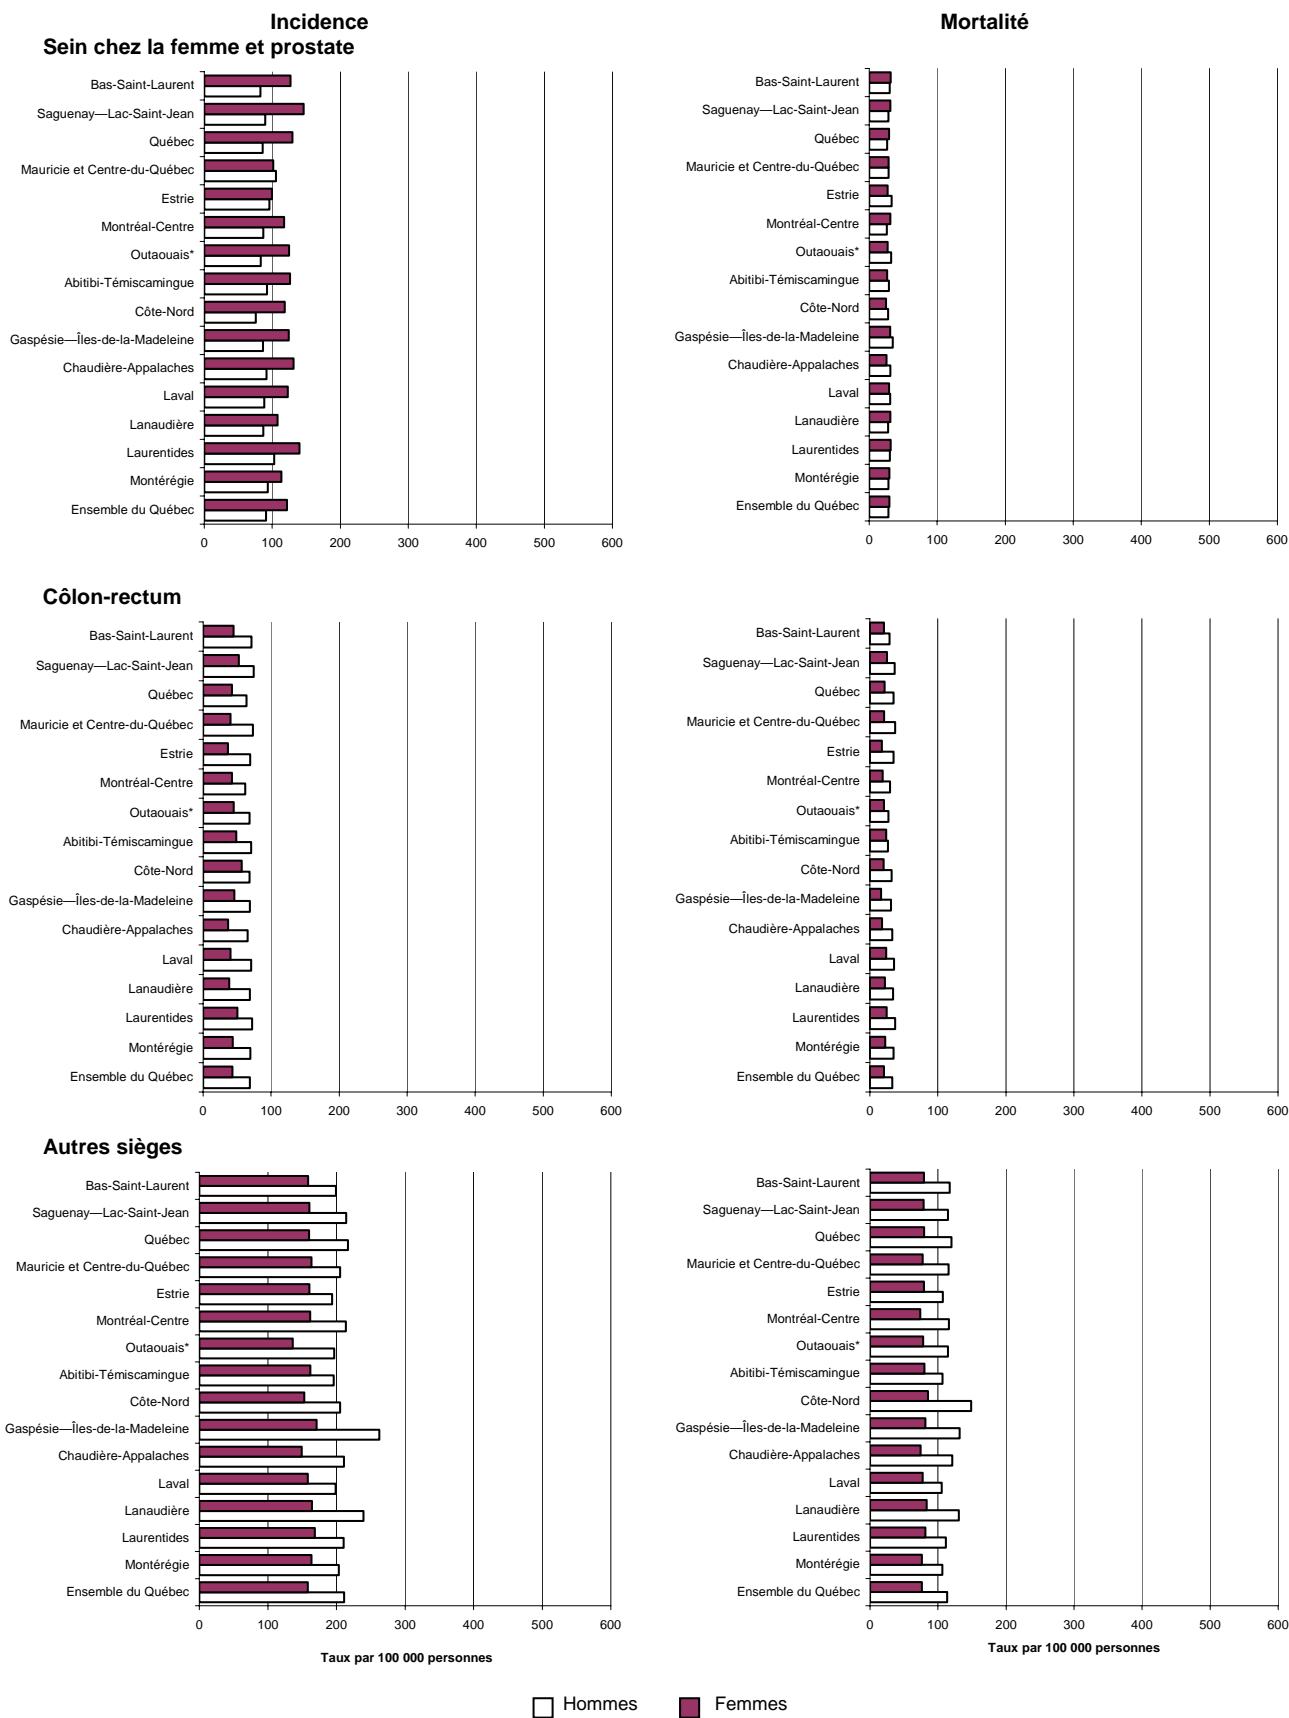 Incidence
Mortalité
Sein chez la femme et prostate
Bas-Saint-Laurent
Saguenay—Lac-Saint-Jean
Québec
Mauricie et Centre-du-Québec
Estrie
Montréal-Centre
Outaouais*
Abitibi-Témiscamingue
Côte-Nord
Gaspésie—Îles-de-la-Madeleine
Chaudière-Appalaches
Laval
Lanaudière
Laurentides
Montérégie
Ensemble du Québec
0 100 200 300 400 500 600
Bas-Saint-Laurent
Saguenay—Lac-Saint-Jean
Québec
Mauricie et Centre-du-Québec
Estrie
Montréal-Centre
Outaouais*
Abitibi-Témiscamingue
Côte-Nord
Gaspésie—Îles-de-la-Madeleine
Chaudière-Appalaches
Laval
Lanaudière
Laurentides
Montérégie
Ensemble du Québec
0 100 200 300 400 500 600
Côlon-rectum
Bas-Saint-Laurent
Saguenay—Lac-Saint-Jean
Québec
Mauricie et Centre-du-Québec
Estrie
Montréal-Centre
Outaouais*
Abitibi-Témiscamingue
Côte-Nord
Gaspésie—Îles-de-la-Madeleine
Chaudière-Appalaches
Laval
Lanaudière
Laurentides
Montérégie
Ensemble du Québec
0 100 200 300 400 500 600
Bas-Saint-Laurent
Saguenay—Lac-Saint-Jean
Québec
Mauricie et Centre-du-Québec
Estrie
Montréal-Centre
Outaouais*
Abitibi-Témiscamingue
Côte-Nord
Gaspésie—Îles-de-la-Madeleine
Chaudière-Appalaches
Laval
Lanaudière
Laurentides
Montérégie
Ensemble du Québec
0 100 200 300 400 500 600
Autres sièges
Bas-Saint-Laurent
Saguenay—Lac-Saint-Jean
Québec
Mauricie et Centre-du-Québec
Estrie
Montréal-Centre
Outaouais*
Abitibi-Témiscamingue
Côte-Nord
Gaspésie—Îles-de-la-Madeleine
Chaudière-Appalaches
Laval
Lanaudière
Laurentides
Montérégie
Ensemble du Québec
0 100 200 300 400 500 600
Taux par 100 000 personnes
Bas-Saint-Laurent
Saguenay—Lac-Saint-Jean
Québec
Mauricie et Centre-du-Québec
Estrie
Montréal-Centre
Outaouais*
Abitibi-Témiscamingue
Côte-Nord
Gaspésie—Îles-de-la-Madeleine
Chaudière-Appalaches
Laval
Lanaudière
Laurentides
Montérégie
Ensemble du Québec
0 100 200 300 400 500 600
Taux par 100 000 personnes
Hommes
Femmes